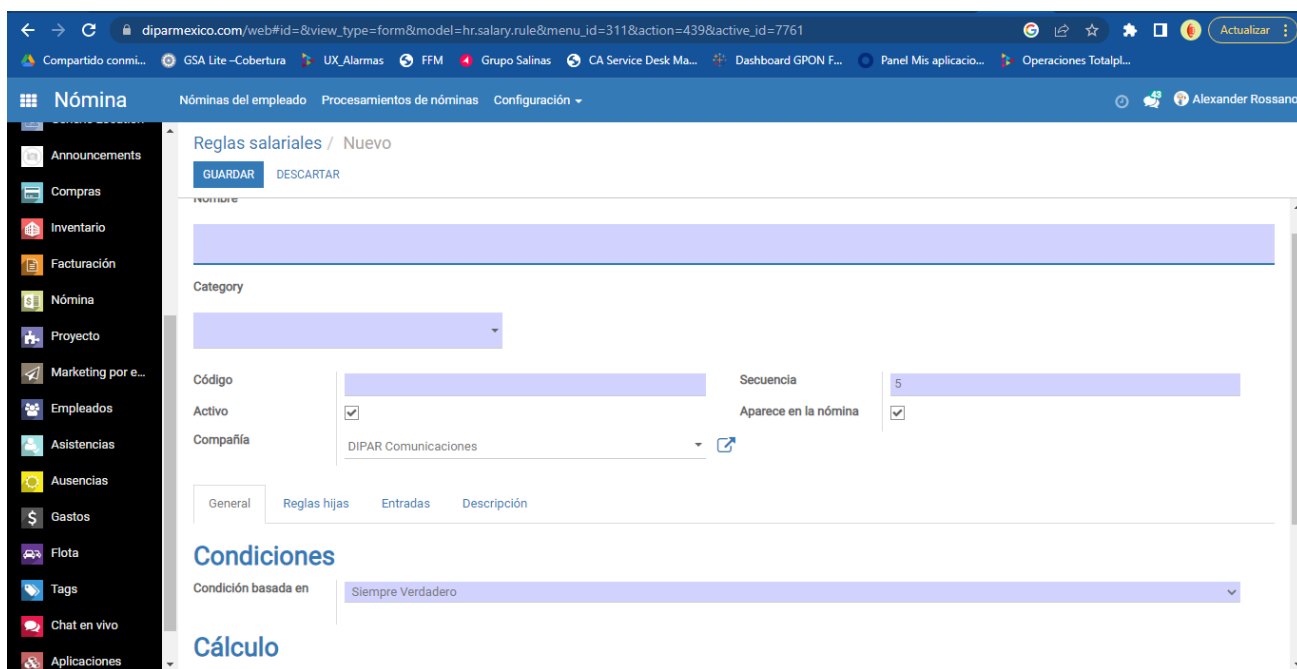 diparmexico.com/web#id=&view_type=form&model=hr.salary.rule&menu_id=311&action=439&active_id=7761
Actualizar
Compartido conmi... GSA Lite –Cobertura UX_Alarmas FFM Grupo Salinas CA Service Desk Ma... Dashboard GPON F... Panel Mis aplicacio... Operaciones Totalpl...
Nómina Nóminas del empleado Procesamientos de nóminas Configuración 43 Alexander Rossano
Announcements
Compras
Inventario
Facturación
Nómina
Proyecto
Marketing por e...
Empleados
Asistencias
Ausencias
Gastos
Flota
Tags
Chat en vivo
Aplicaciones
Reglas salariales / Nuevo
GUARDAR DESCARTAR
Nombre
Category
Código Secuencia 5
Activo Aparece en la nómina
Compañía DIPAR Comunicaciones
General Reglas hijas Entradas Descripción
Condiciones
Condición basada en Siempre Verdadero
Cálculo